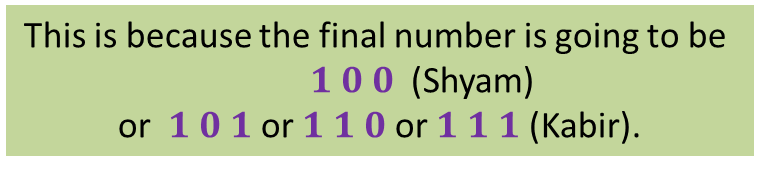 This is because the final number is going to be
1 0 0 (Shyam)
or 1 0 1 or 1 1 0 or 1 1 1 (Kabir).